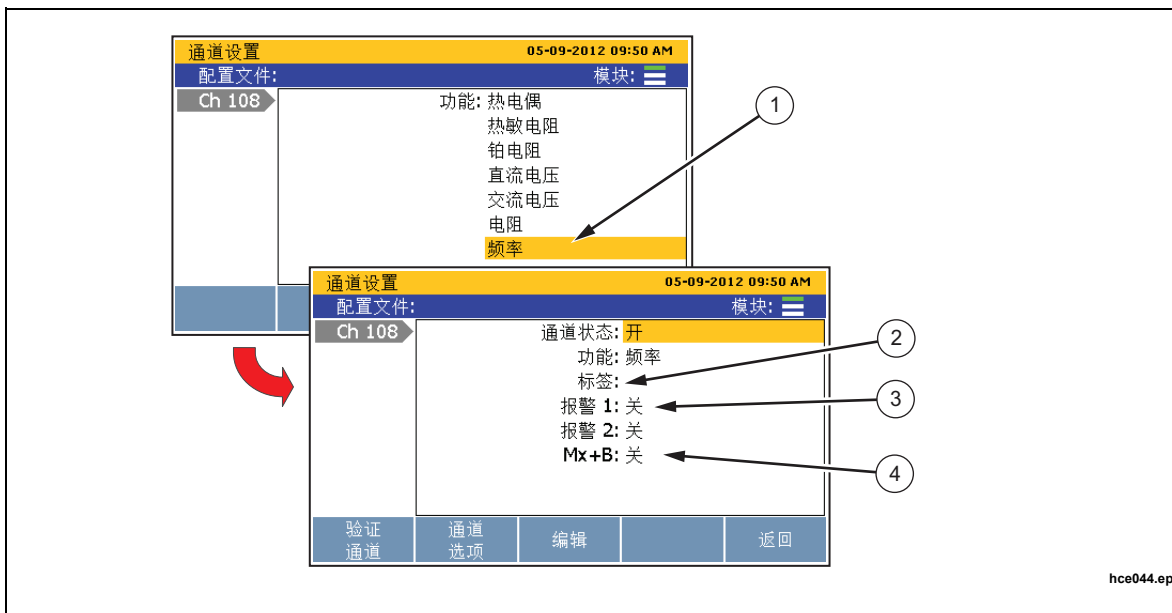 通道设置 05-09-2012 09:50 AM
配置文件: 模块:
Ch 108
功能: 热电偶
热敏电阻
铂电阻
直流电压
交流电压
电阻
频率
1
通道设置 05-09-2012 09:50 AM
配置文件: 模块:
Ch 108
通道状态: 开
功能: 频率
标签:
报警 1: 关
报警 2: 关
Mx+B: 关
2
3
4
验证通道 通道选项 编辑 返回
hce044.ep